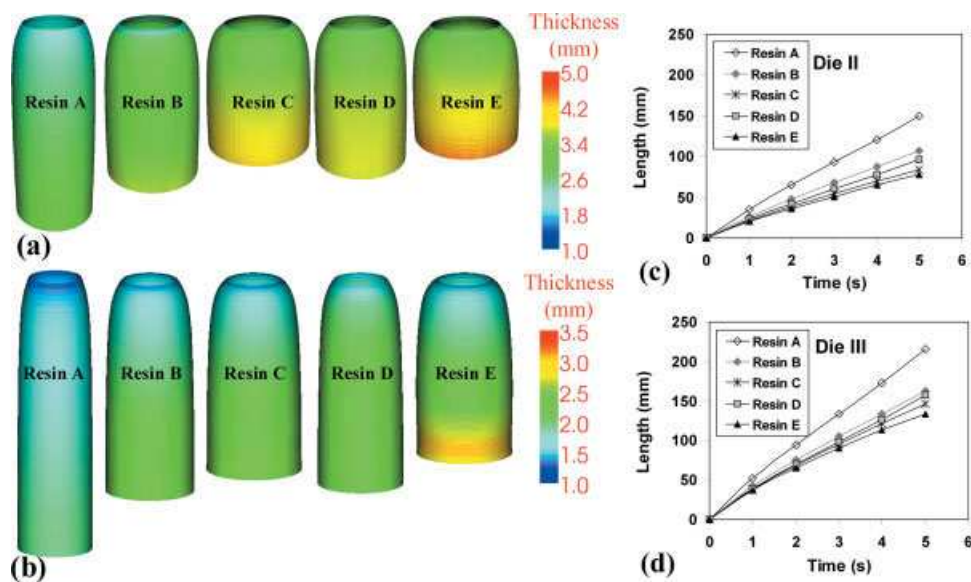 (a)
Resin A
Resin B
Resin C
Resin D
Resin E
Thickness
(mm)
5.0
4.2
3.4
2.6
1.8
1.0
(b)
Resin A
Resin B
Resin C
Resin D
Resin E
Thickness
(mm)
3.5
3.0
2.5
2.0
1.5
1.0
(c)
Length (mm)
250
200
150
100
50
0
Resin A
Resin B
Resin C
Resin D
Resin E
Die II
0 1 2 3 4 5 6
Time (s)
(d)
Length (mm)
250
200
150
100
50
0
Resin A
Resin B
Resin C
Resin D
Resin E
Die III
0 1 2 3 4 5 6
Time (s)